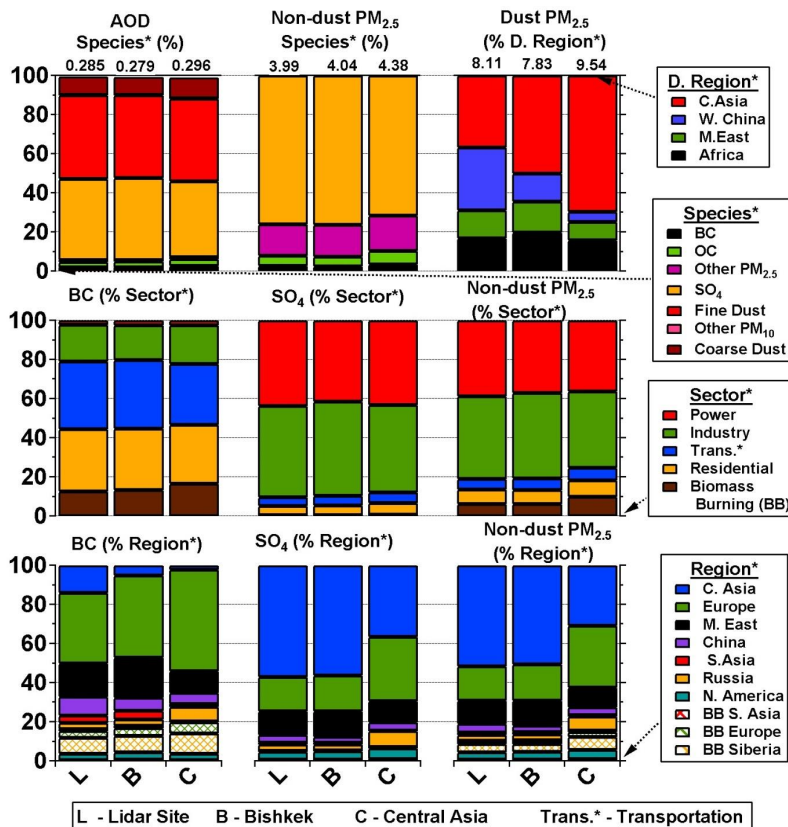 AOD
Species* (%)
Non-dust PM2.5
Species* (%)
Dust PM2.5
(% D. Region*)
0.285 0.279 0.296
3.99 4.04 4.38
8.11 7.83 9.54
100
80
60
40
20
0
D. Region*
C.Asia
W. China
M.East
Africa
Species*
BC
OC
Other PM2.5
SO4
Fine Dust
Other PM10
Coarse Dust
BC (% Sector*)
SO4 (% Sector*)
Non-dust PM2.5
(% Sector*)
100
80
60
40
20
0
Sector*
Power
Industry
Trans.*
Residential
Biomass
Burning (BB)
BC (% Region*)
SO4 (% Region*)
Non-dust PM2.5
(% Region*)
100
80
60
40
20
0
Region*
C. Asia
Europe
M. East
China
S.Asia
Russia
N. America
BB S. Asia
BB Europe
BB Siberia
L B C L B C L B C
L - Lidar Site B - Bishkek C - Central Asia Trans.* - Transportation